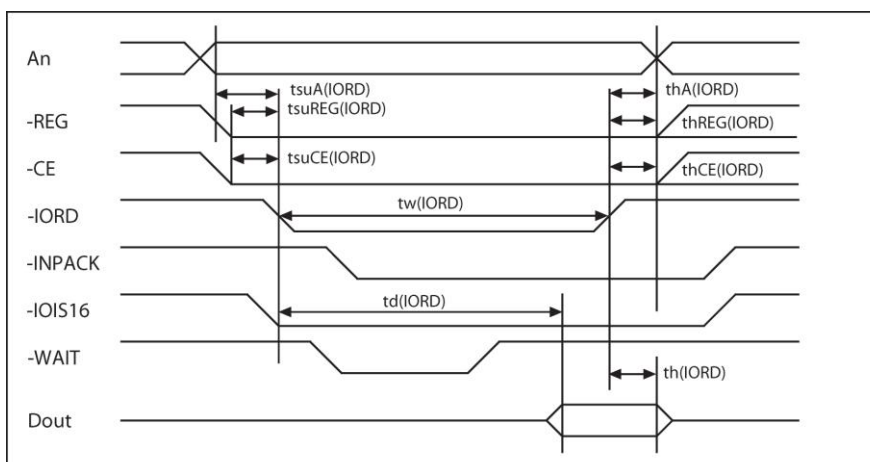 An
tsuA(IORD)
thA(IORD)
tsuREG(IORD)
-REG
thREG(IORD)
-CE
tsuCE(IORD)
thCE(IORD)
-IORD
tw(IORD)
-INPACK
-IOIS16
td(IORD)
-WAIT
th(IORD)
Dout